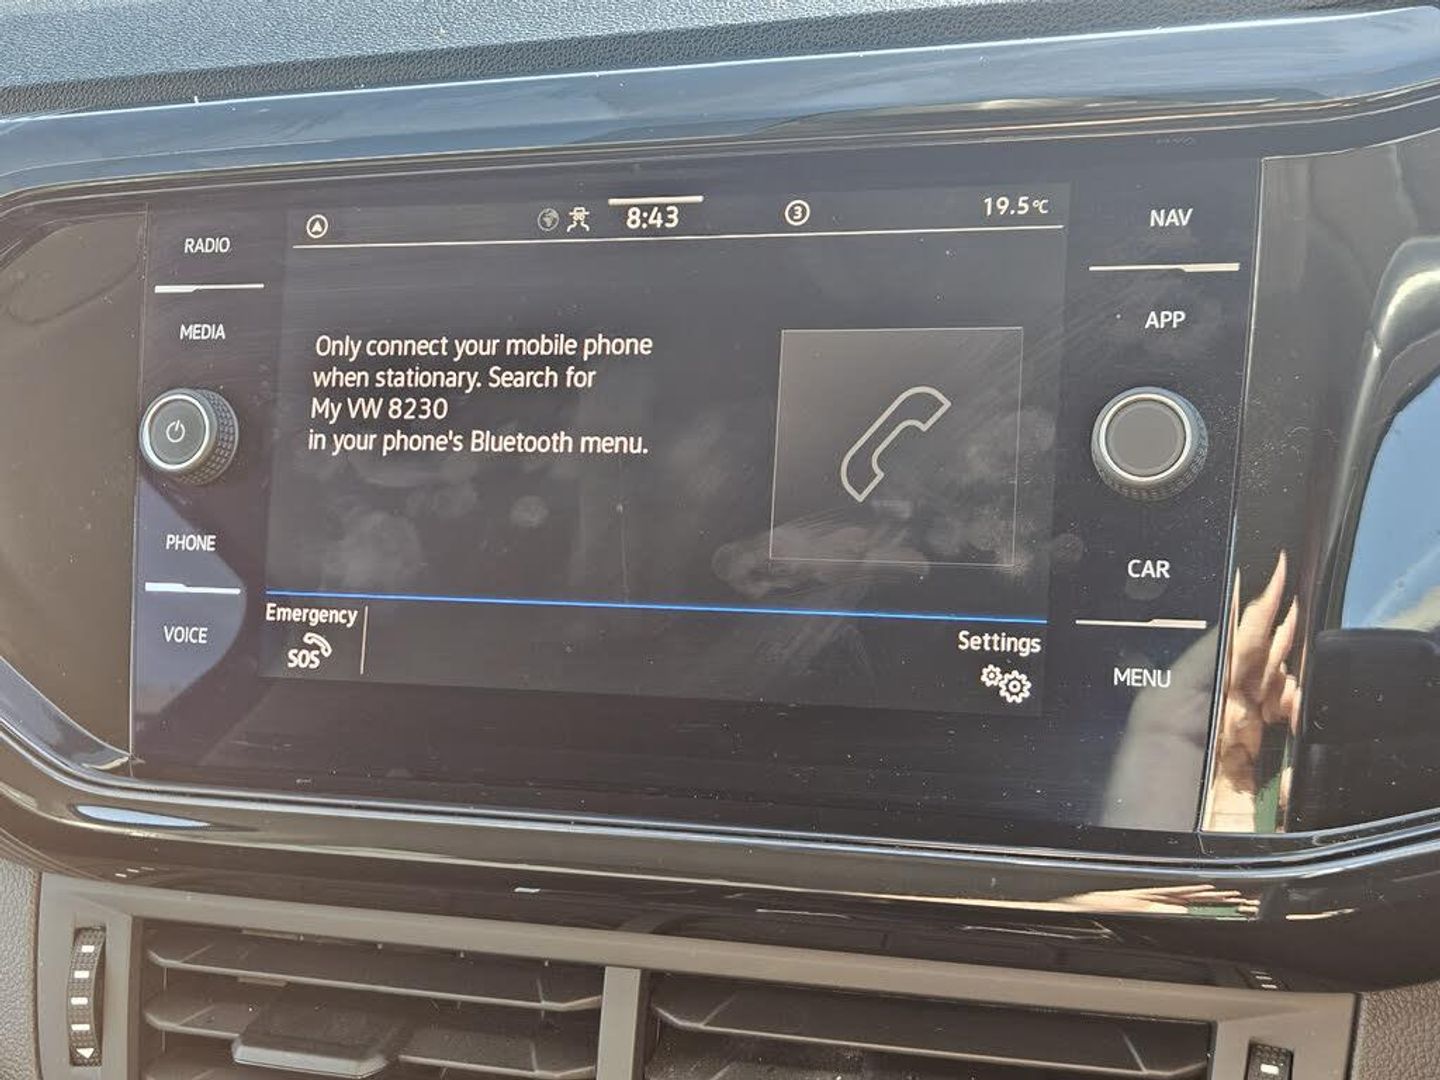 RADIO
MEDIA
PHONE
VOICE
8:43
3
19.5°C
Only connect your mobile phone
when stationary. Search for
My VW 8230
in your phone's Bluetooth menu.
Emergency
SOS
Settings
NAV
APP
CAR
MENU